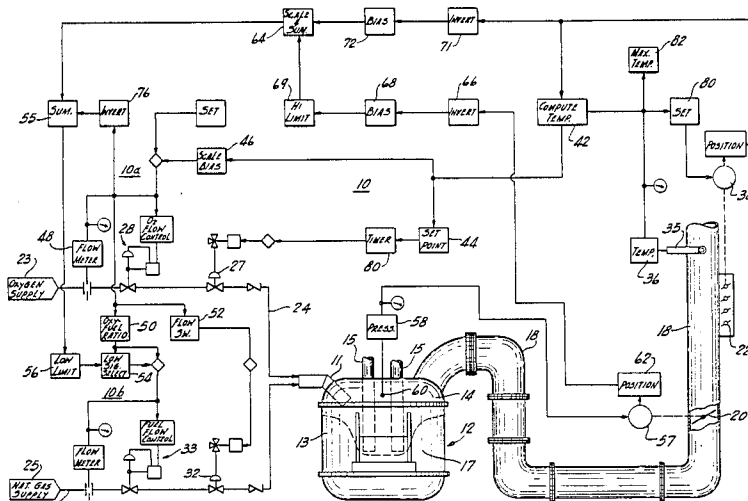 64
SCALE & SUM.
72
BIAS
71
INVERT
82
MAX. TEMP.
69
HI LIMIT
68
BIAS
66
INVERT
COMPUTE TEMP.
42
80
SET
POSITION
55
SUM.
76
INVERT
SET
10a
46
SCALE BIAS
10
48
FLOW METER
28
O2 FLOW CONTROL
TIMER
80
SET POINT
44
TEMP.
36
35
23
OXYGEN SUPPLY
27
24
OXY FUEL RATIO
50
FLOW SW.
52
56
LOW LIMIT
LOW SIG. SELECT
54
10b
PRESS.
58
15
15
11
60
14
18
18
POSITION
62
57
20
13
12
17
FLOW METER
FUEL FLOW CONTROL
33
32
25
NAT. GAS SUPPLY